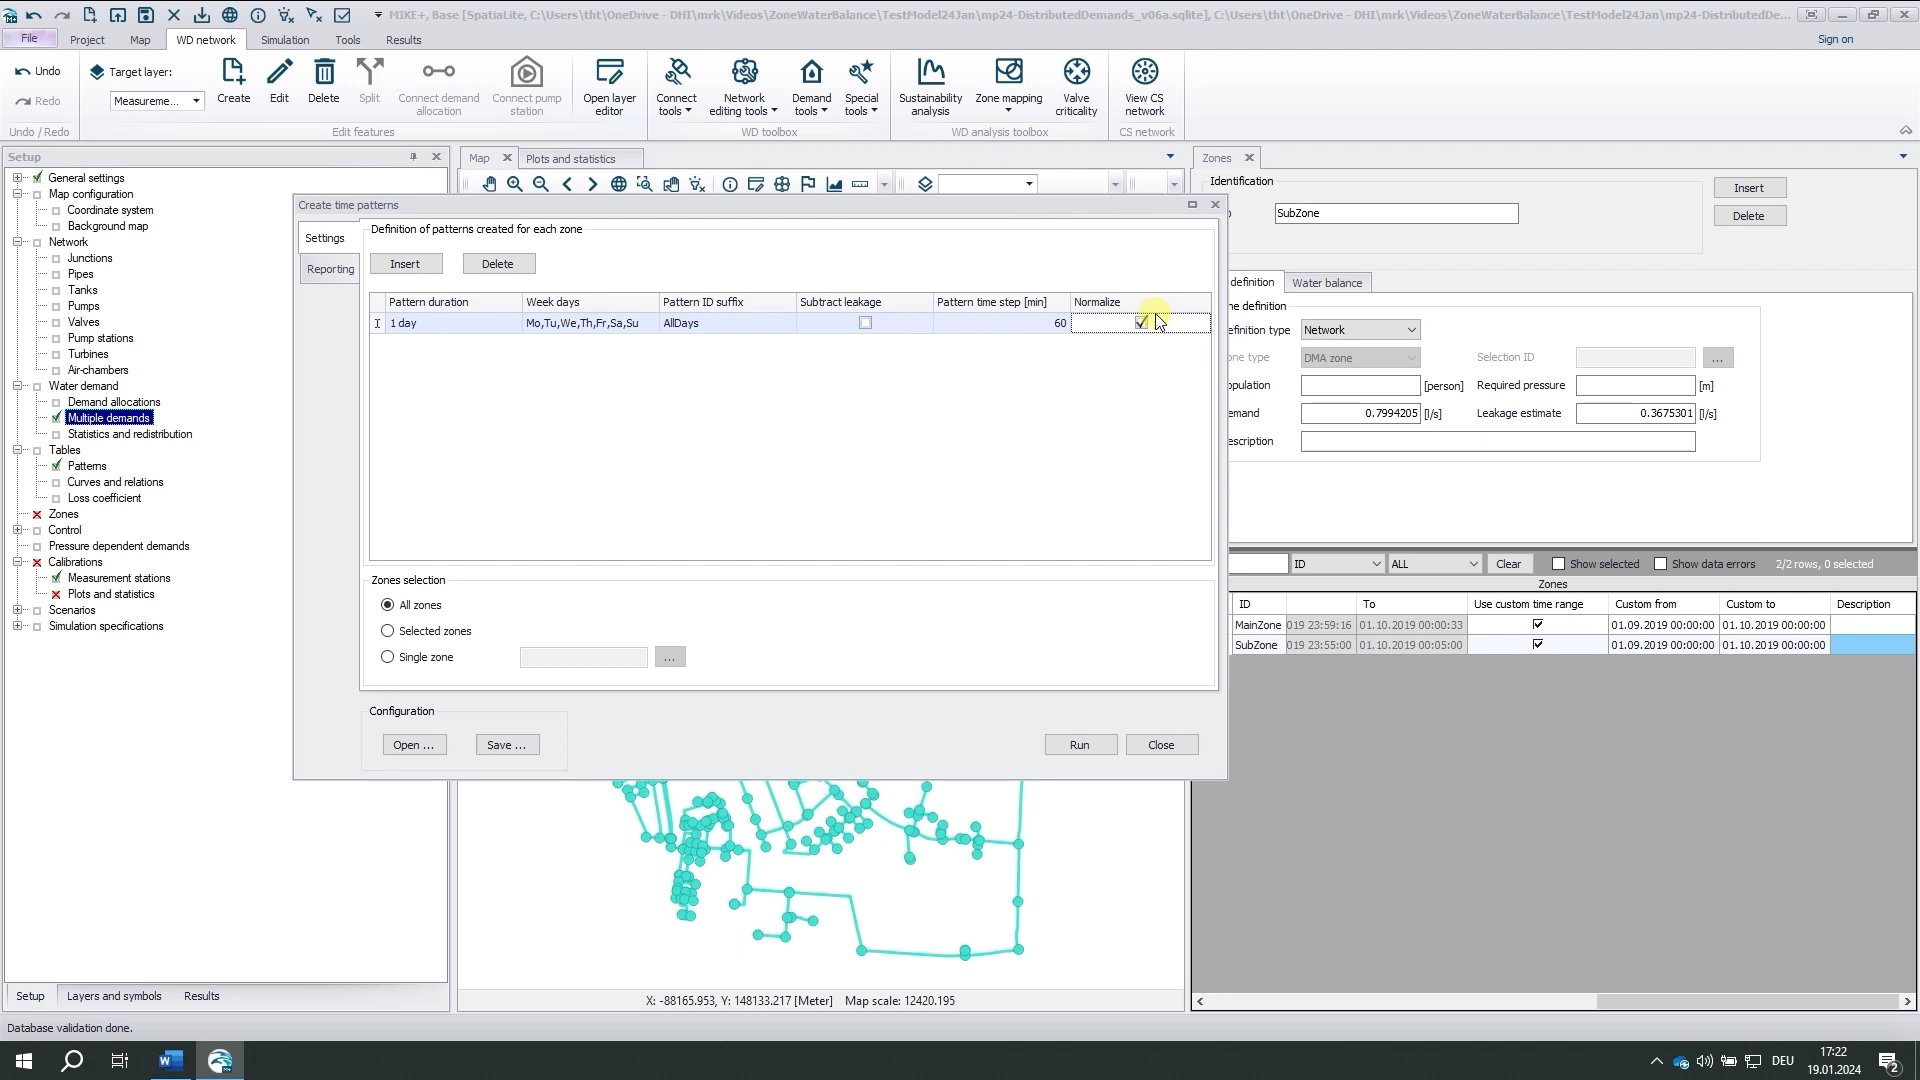 MIKE+, Base [SpatiaLite, C:\Users\tht\OneDrive - DHI\mrk\Videos\ZoneWaterBalance\TestModel24Jan\mp24-DistributedDemands_v06a.sqlite], C:\Users\tht\OneDrive - DHI\mrk\Videos\ZoneWaterBalance\TestModel24Jan\mp24-DistributedDe...
File Project Map WD network Simulation Tools Results Sign on
Undo
Redo
Undo / Redo
Target layer:
Measureme...
Create
Edit
Delete
Split
Connect demand allocation
Connect pump station
Edit features
Open layer editor
Connect tools
Network editing tools
Demand tools
Special tools
WD toolbox
Sustainability analysis
Zone mapping
Valve criticality
WD analysis toolbox
View CS network
CS network
Setup
General settings
Map configuration
Coordinate system
Background map
Network
Junctions
Pipes
Tanks
Pumps
Valves
Pump stations
Turbines
Air-chambers
Water demand
Demand allocations
Multiple demands
Statistics and redistribution
Tables
Patterns
Curves and relations
Loss coefficient
Zones
Control
Pressure dependent demands
Calibrations
Measurement stations
Plots and statistics
Scenarios
Simulation specifications
Setup Layers and symbols Results
Database validation done.
Map Plots and statistics
Create time patterns
Settings
Reporting
Definition of patterns created for each zone
Insert Delete
Pattern duration Week days Pattern ID suffix Subtract leakage Pattern time step [min] Normalize
1 day Mo,Tu,We,Th,Fr,Sa,Su AllDays 60
Zones selection
All zones
Selected zones
Single zone ...
Configuration
Open ... Save ... Run Close
X: -88165.953, Y: 148133.217 [Meter] Map scale: 12420.195
Zones
Identification
SubZone
Insert
Delete
definition Water balance
ne definition
efinition type Network
one type DMA zone Selection ID ...
opulation [person] Required pressure [m]
emand 0.7994205 [l/s] Leakage estimate 0.3675301 [l/s]
escription
ID ALL Clear Show selected Show data errors 2/2 rows, 0 selected
Zones
ID To Use custom time range Custom from Custom to Description
MainZone 019 23:59:16 01.10.2019 00:00:33 01.09.2019 00:00:00 01.10.2019 00:00:00
SubZone 019 23:55:00 01.10.2019 00:05:00 01.09.2019 00:00:00 01.10.2019 00:00:00
DEU
17:22
19.01.2024
2